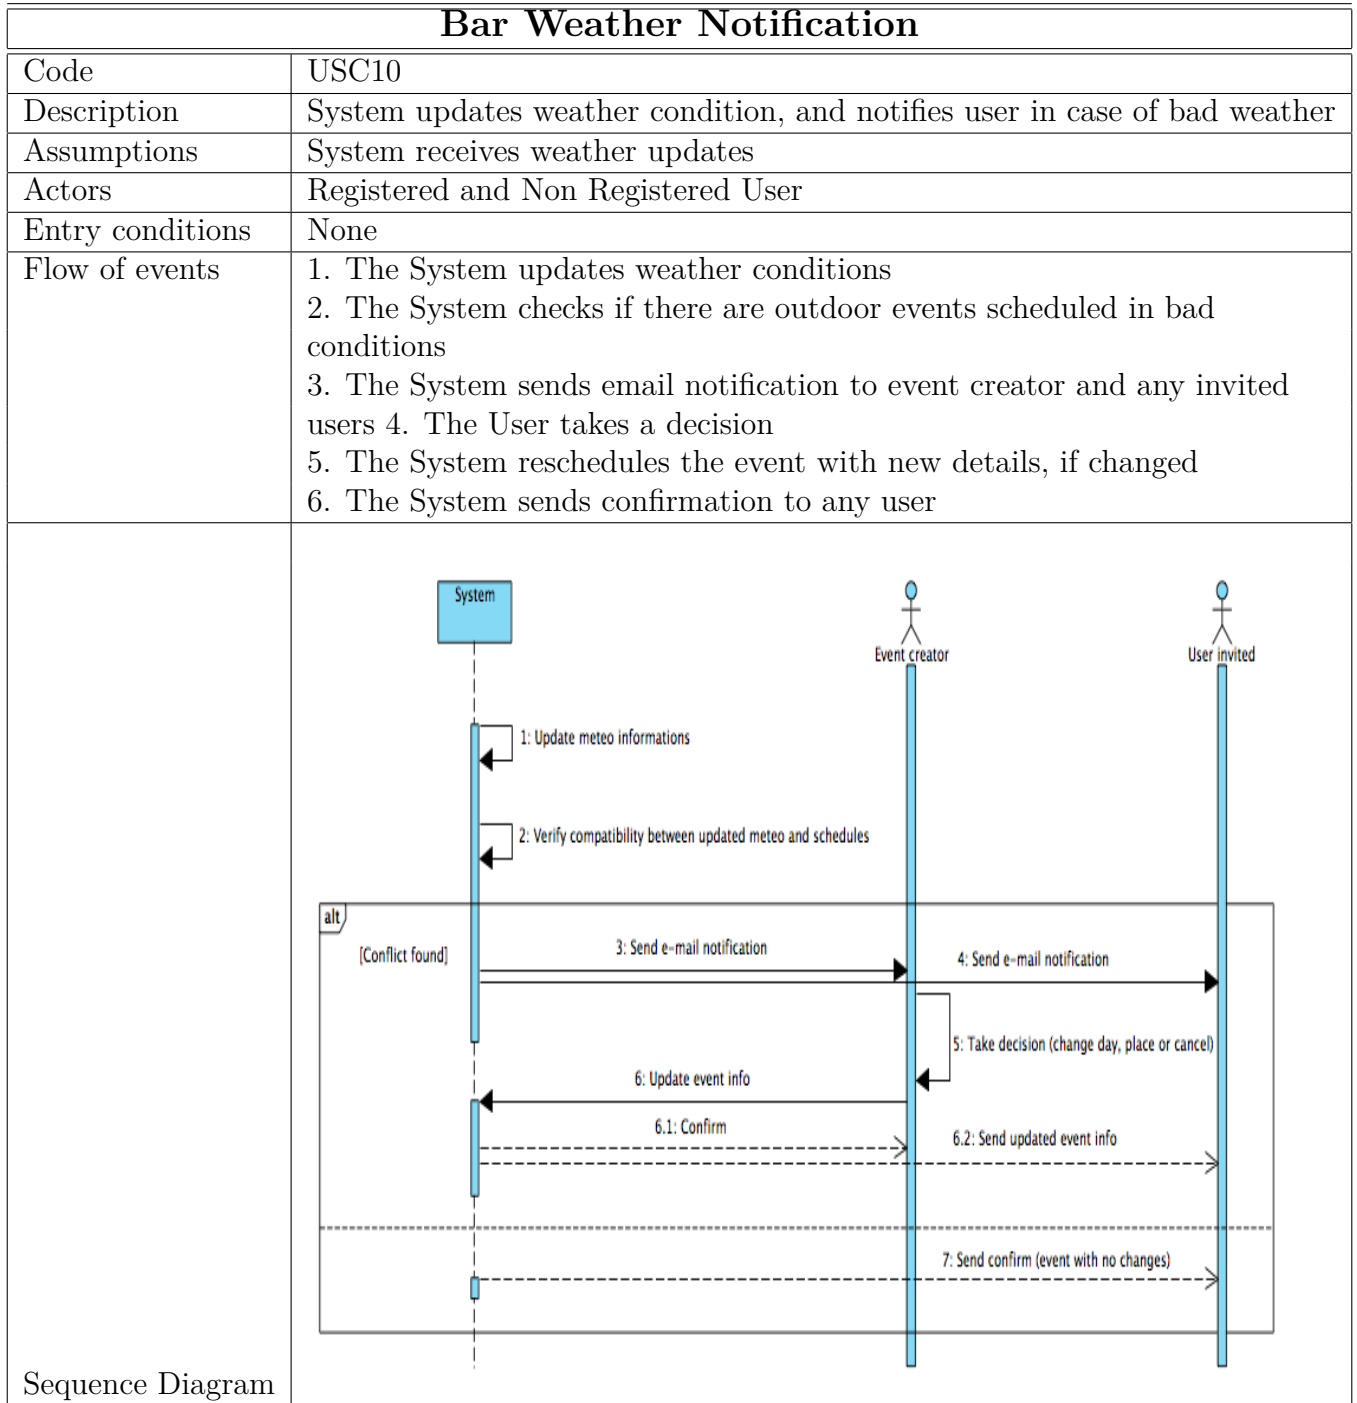 Bar Weather Notification
Code USC10
Description System updates weather condition, and notifies user in case of bad weather
Assumptions System receives weather updates
Actors Registered and Non Registered User
Entry conditions None
Flow of events 1. The System updates weather conditions
2. The System checks if there are outdoor events scheduled in bad
conditions
3. The System sends email notification to event creator and any invited
users 4. The User takes a decision
5. The System reschedules the event with new details, if changed
6. The System sends confirmation to any user
System
Event creator
User invited
1: Update meteo informations
2: Verify compatibility between updated meteo and schedules
alt
[Conflict found]
3: Send e-mail notification
4: Send e-mail notification
5: Take decision (change day, place or cancel)
6: Update event info
6.1: Confirm
6.2: Send updated event info
7: Send confirm (event with no changes)
Sequence Diagram